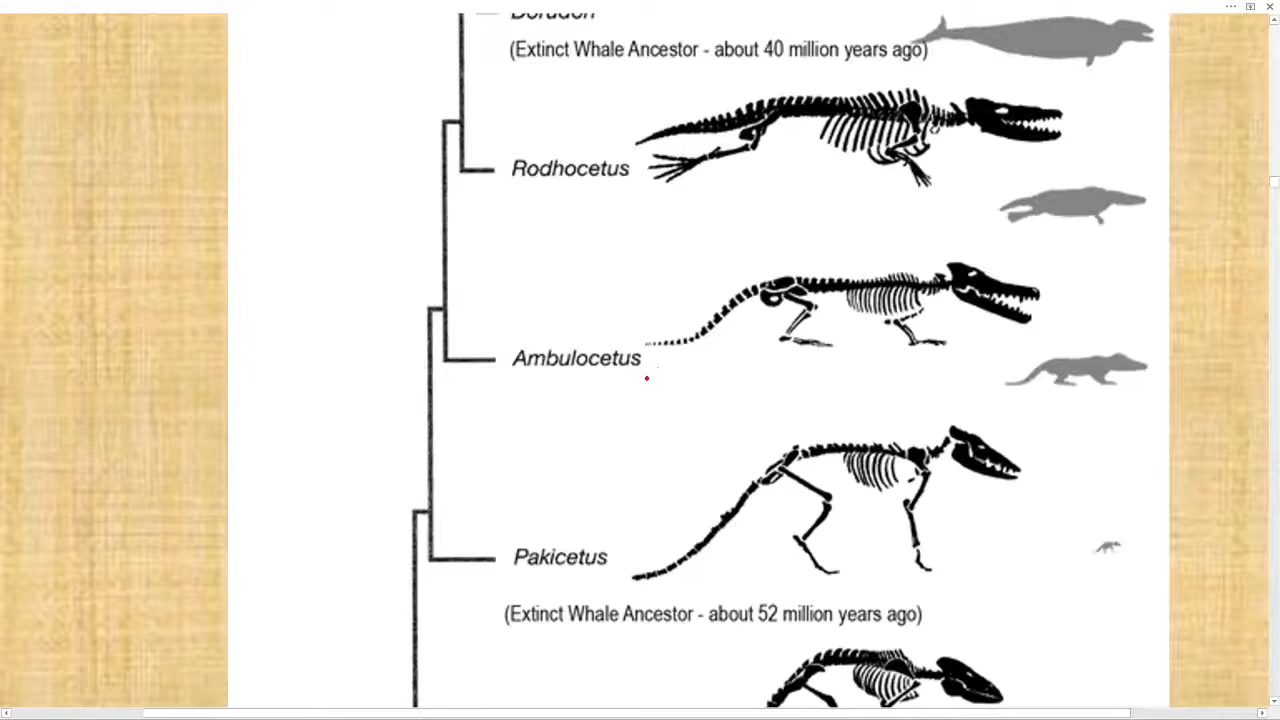 Dorudon
(Extinct Whale Ancestor - about 40 million years ago)
Rodhocetus
Ambulocetus
Pakicetus
(Extinct Whale Ancestor - about 52 million years ago)